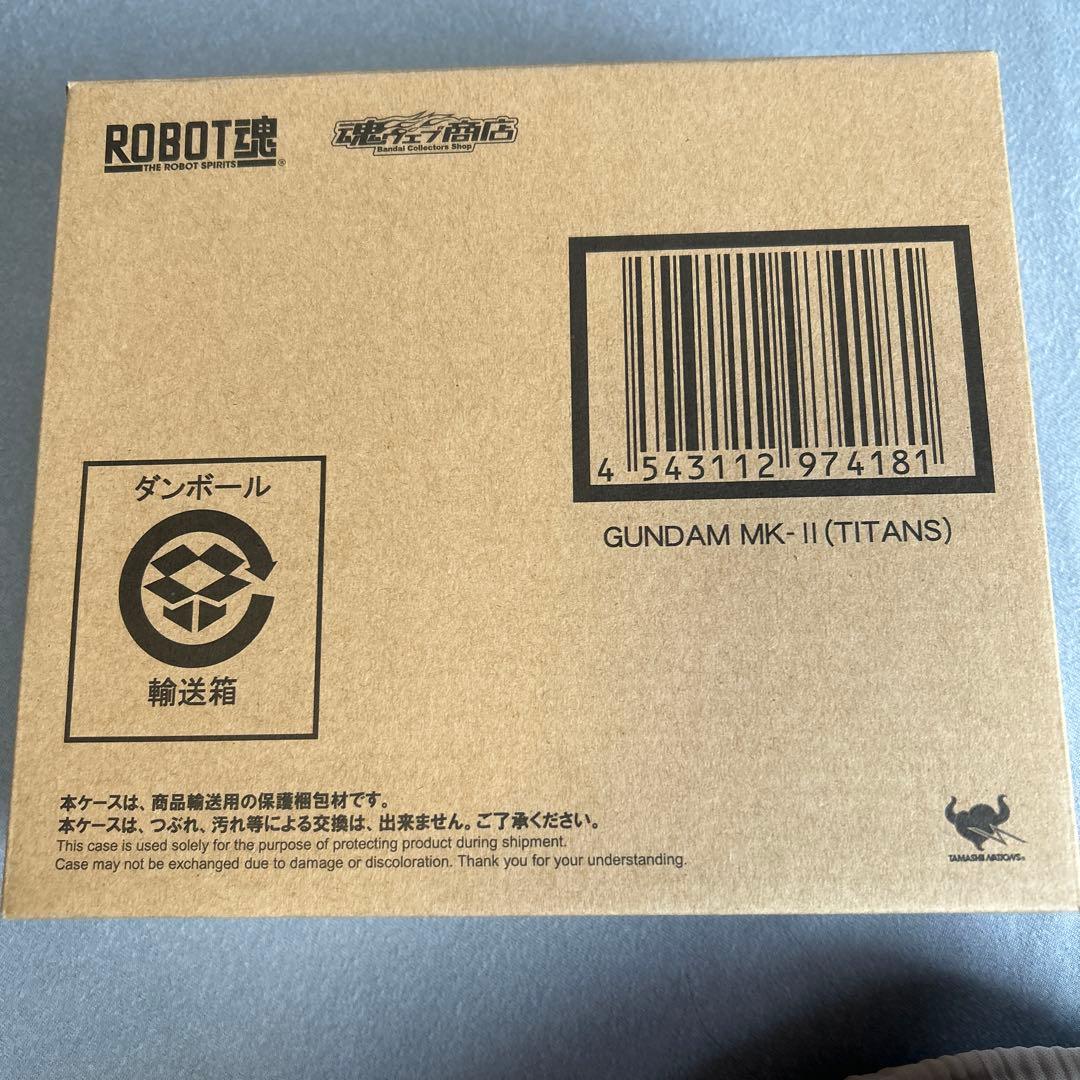 ROBOT魂
THE ROBOT SPIRITS ®
魂ウェブ商店
Bandai Collectors Shop
4 543112 974181
GUNDAM MK-II(TITANS)
ダンボール
輸送箱
本ケースは、商品輸送用の保護梱包材です。
本ケースは、つぶれ、汚れ等による交換は、出来ません。ご了承ください。
This case is used solely for the purpose of protecting product during shipment.
Case may not be exchanged due to damage or discoloration. Thank you for your understanding.
TAMASHII NATIONS®